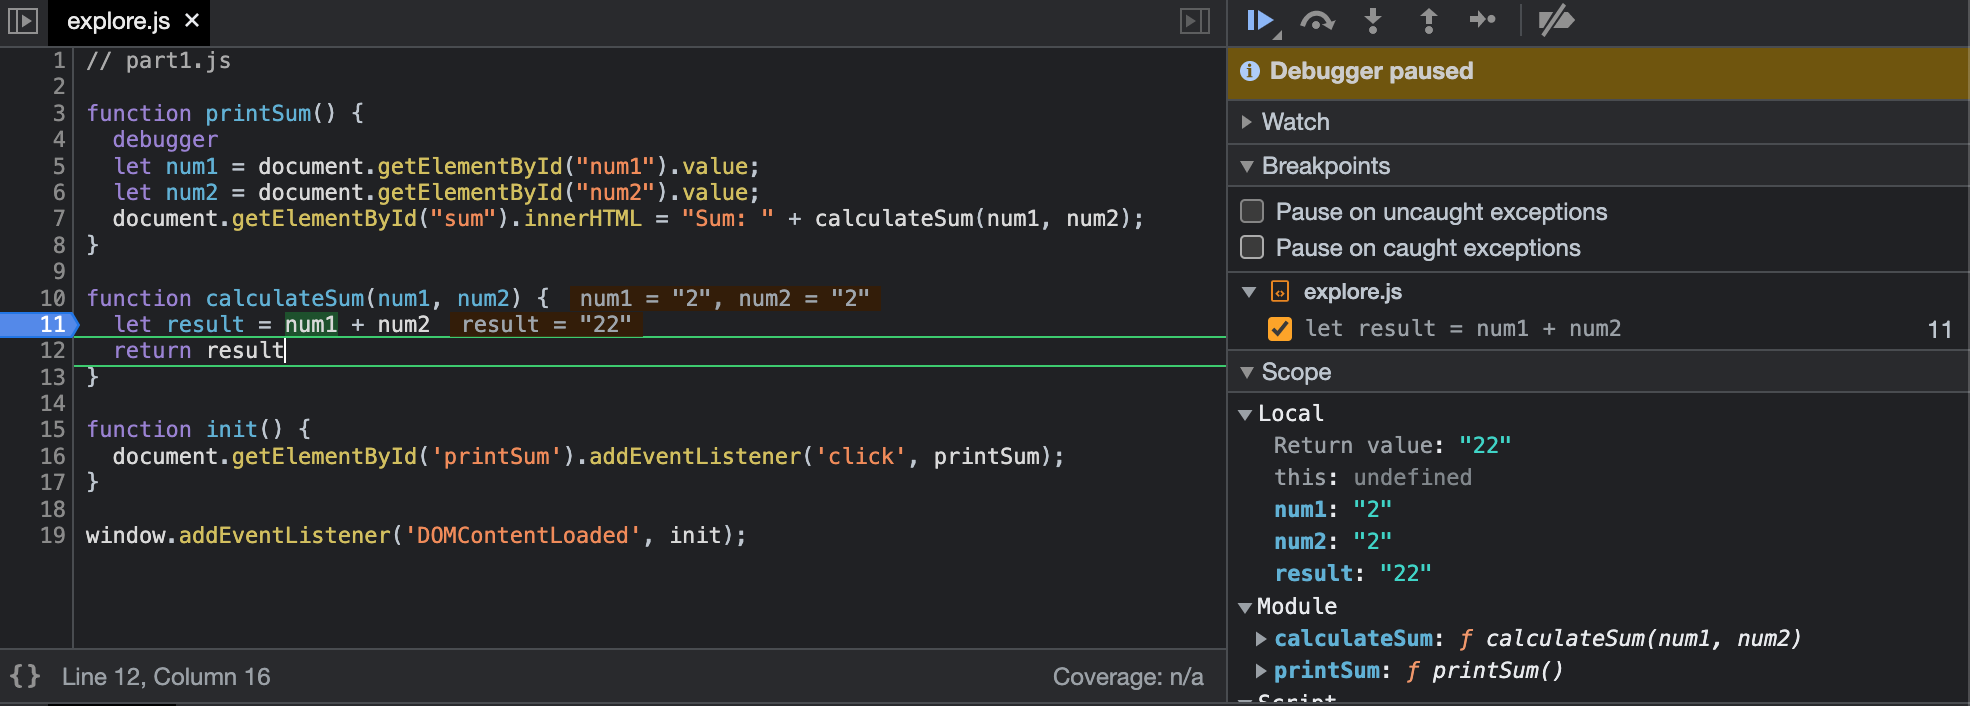 explore.js ×
1 // part1.js
2
3 function printSum() {
4 debugger
5 let num1 = document.getElementById("num1").value;
6 let num2 = document.getElementById("num2").value;
7 document.getElementById("sum").innerHTML = "Sum: " + calculateSum(num1, num2);
8 }
9
10 function calculateSum(num1, num2) { num1 = "2", num2 = "2"
11 let result = num1 + num2 result = "22"
12 return result
13 }
14
15 function init() {
16 document.getElementById('printSum').addEventListener('click', printSum);
17 }
18
19 window.addEventListener('DOMContentLoaded', init);
{} Line 12, Column 16
Coverage: n/a
Debugger paused
Watch
Breakpoints
Pause on uncaught exceptions
Pause on caught exceptions
explore.js
let result = num1 + num2 11
Scope
Local
Return value: "22"
this: undefined
num1: "2"
num2: "2"
result: "22"
Module
calculateSum: ƒ calculateSum(num1, num2)
printSum: ƒ printSum()
Script